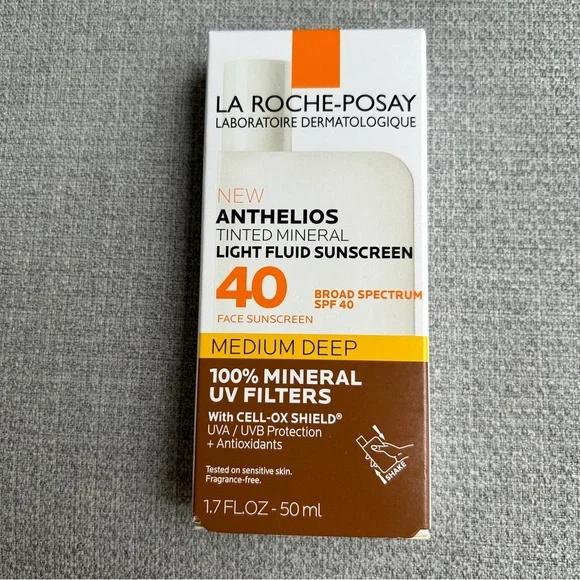 LA ROCHE-POSAY
LABORATOIRE DERMATOLOGIQUE
NEW
ANTHELIOS
TINTED MINERAL
LIGHT FLUID SUNSCREEN
40
BROAD SPECTRUM
SPF 40
FACE SUNSCREEN
MEDIUM DEEP
100% MINERAL
UV FILTERS
With CELL-OX SHIELD®
UVA / UVB Protection
+ Antioxidants
SHAKE
Tested on sensitive skin.
Fragrance-free.
1.7 FL.OZ - 50 ml